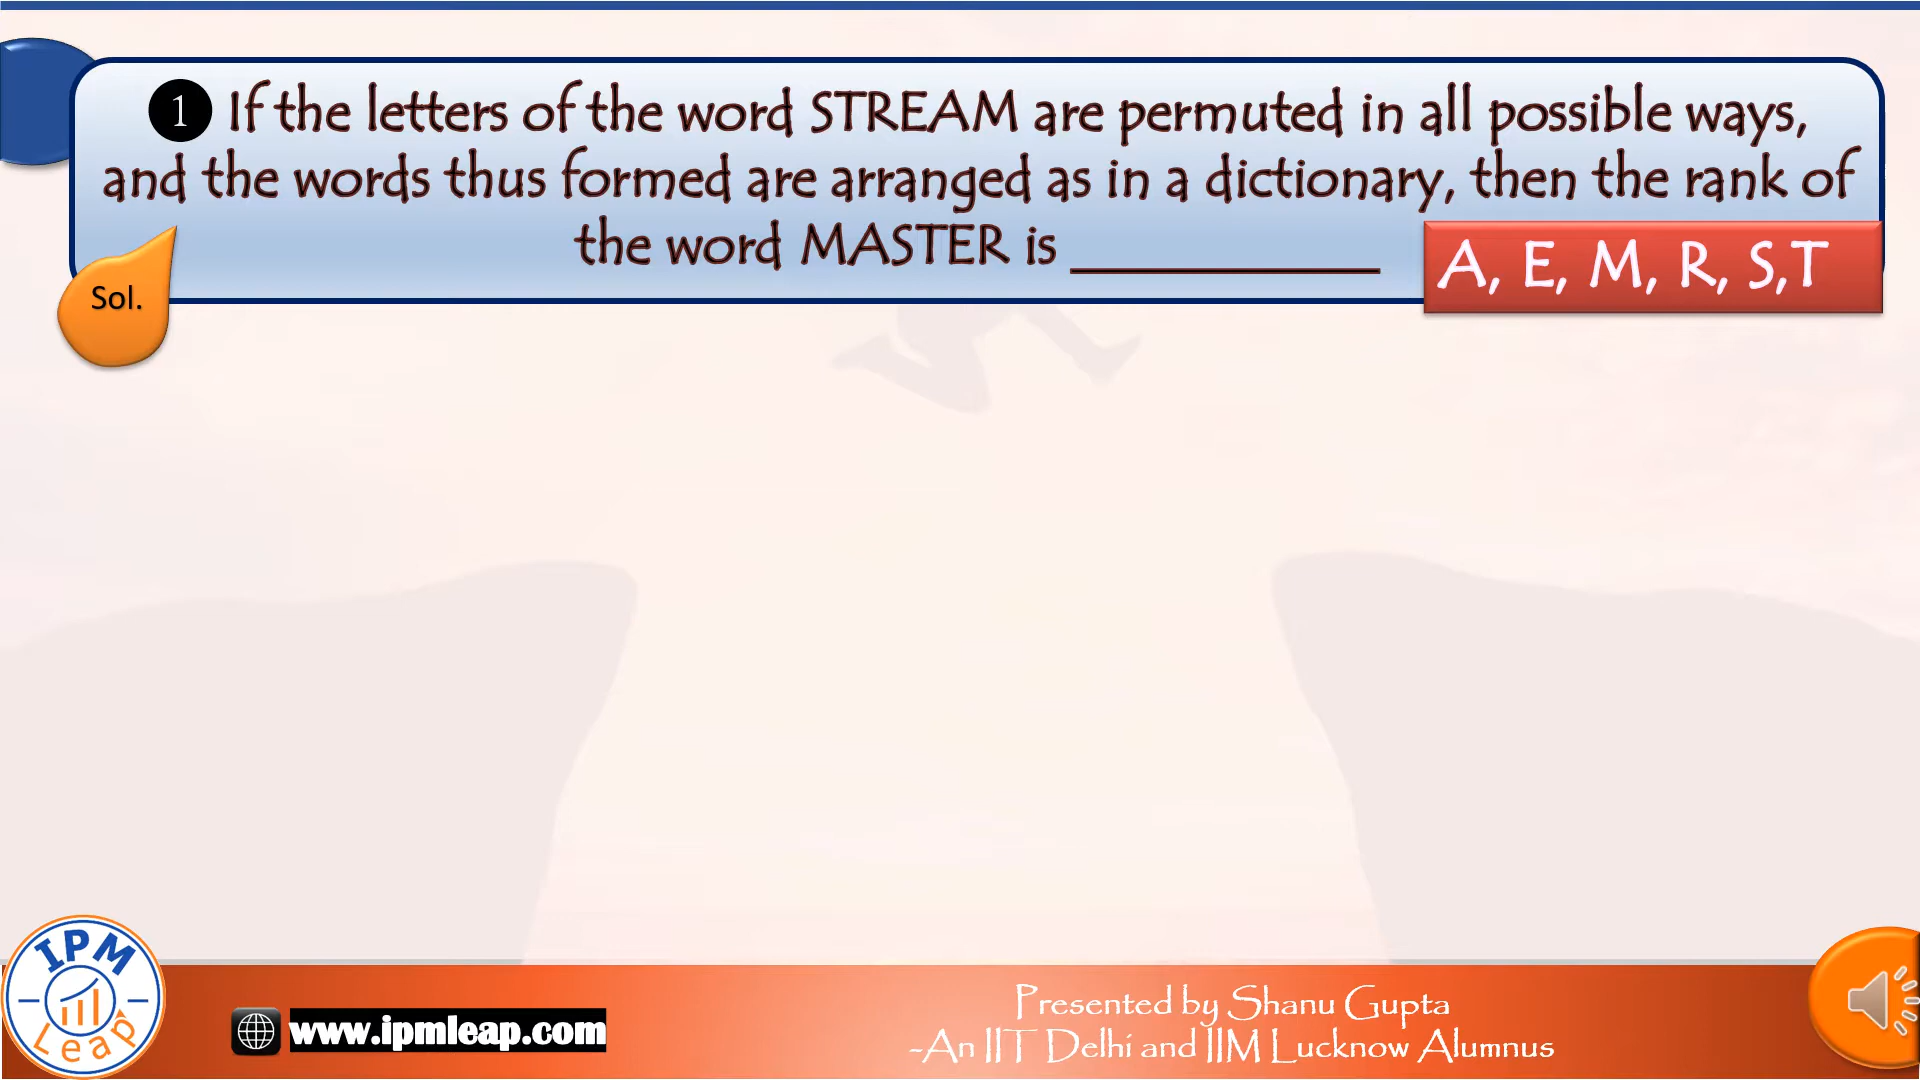 1 If the letters of the word STREAM are permuted in all possible ways,
and the words thus formed are arranged as in a dictionary, then the rank of
the word MASTER is ___________
A, E, M, R, S,T
Sol.
IPM
Leap
www.ipmleap.com
Presented by Shanu Gupta
-An IIT Delhi and IIM Lucknow Alumnus